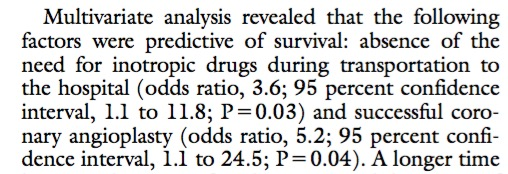 Multivariate analysis revealed that the following
factors were predictive of survival: absence of the
need for inotropic drugs during transportation to
the hospital (odds ratio, 3.6; 95 percent confidence
interval, 1.1 to 11.8; P=0.03) and successful coro-
nary angioplasty (odds ratio, 5.2; 95 percent confi-
dence interval, 1.1 to 24.5; P=0.04). A longer time